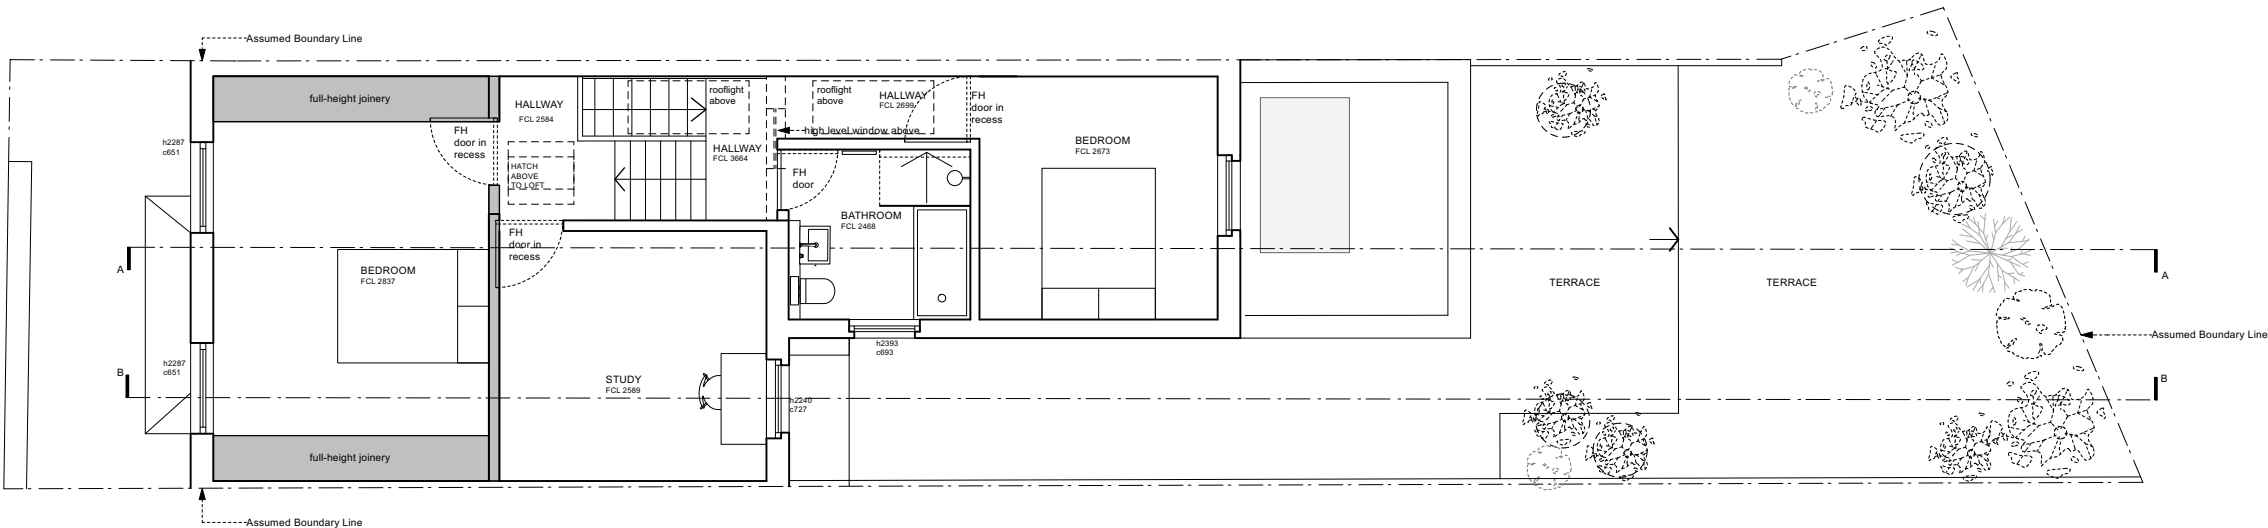 Assumed Boundary Line
full-height joinery
HALLWAY
FCL 2584
rooflight
above
rooflight
above
HALLWAY
FCL 2699
FH
door in
recess
FH
door in
recess
high level window above
h2287
c651
HALLWAY
FCL 3664
BEDROOM
FCL 2673
HATCH
ABOVE
TO LOFT
FH
door
BATHROOM
FCL 2468
FH
door in
recess
A
BEDROOM
FCL 2837
TERRACE
TERRACE
A
Assumed Boundary Line
h2393
c693
h2287
c651
B
STUDY
FCL 2589
h2240
c727
B
full-height joinery
Assumed Boundary Line